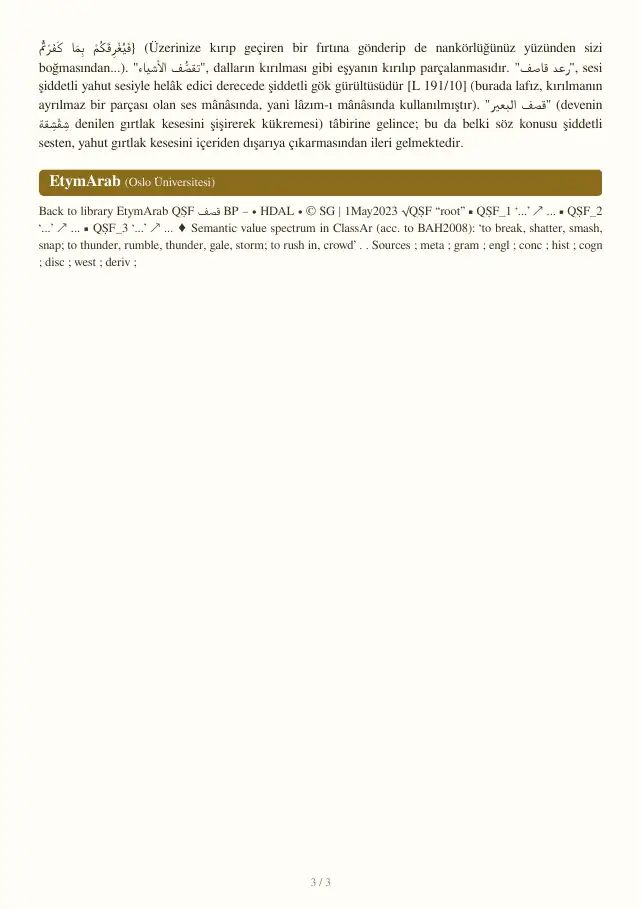 فَيُغْرِقَكُمْ بِمَا كَفَرْتُمْ} (Üzerinize kırıp geçiren bir fırtına gönderip de nankörlüğünüz yüzünden sizi
boğmasından...). "تقصُّف الأشياء", dalların kırılması gibi eşyanın kırılıp parçalanmasıdır. "رعد قاصف", sesi
şiddetli yahut sesiyle helâk edici derecede şiddetli gök gürültüsüdür [L 191/10] (burada lafız, kırılmanın
ayrılmaz bir parçası olan ses mânâsında, yani lâzım-ı mânâsında kullanılmıştır). "قصف البعير" (devenin
شِقْشِقة denilen gırtlak kesesini şişirerek kükremesi) tâbirine gelince; bu da belki söz konusu şiddetli
sesten, yahut gırtlak kesesini içeriden dışarıya çıkarmasından ileri gelmektedir.
EtymArab (Oslo Üniversitesi)
Back to library EtymArab QṢF قصف BP – • HDAL • © SG | 1May2023 √QṢF “root” ▪ QṢF_1 ‘...’ ↗ ... ▪ QṢF_2
‘...’ ↗ ... ▪ QṢF_3 ‘...’ ↗ ... ♦ Semantic value spectrum in ClassAr (acc. to BAH2008): ‘to break, shatter, smash,
snap; to thunder, rumble, thunder, gale, storm; to rush in, crowd’ . . Sources ; meta ; gram ; engl ; conc ; hist ; cogn
; disc ; west ; deriv ;
3 / 3